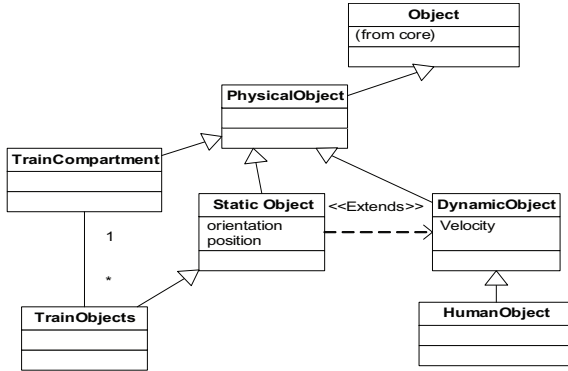 Object
(from core)
PhysicalObject
TrainCompartment
Static Object
orientation
position
<<Extends>>
DynamicObject
Velocity
1
*
TrainObjects
HumanObject